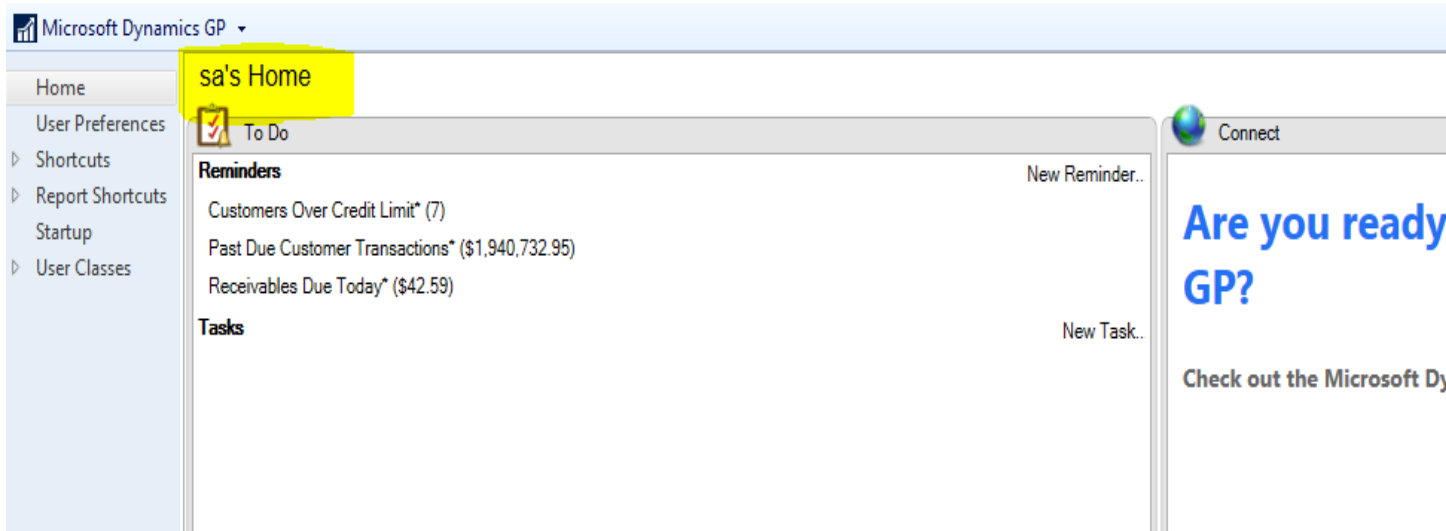 Microsoft Dynamics GP
Home
User Preferences
Shortcuts
Report Shortcuts
Startup
User Classes
sa's Home
To Do
Reminders
New Reminder..
Customers Over Credit Limit* (7)
Past Due Customer Transactions* ($1,940,732.95)
Receivables Due Today* ($42.59)
Tasks
New Task..
Connect
Are you ready
GP?
Check out the Microsoft Dy